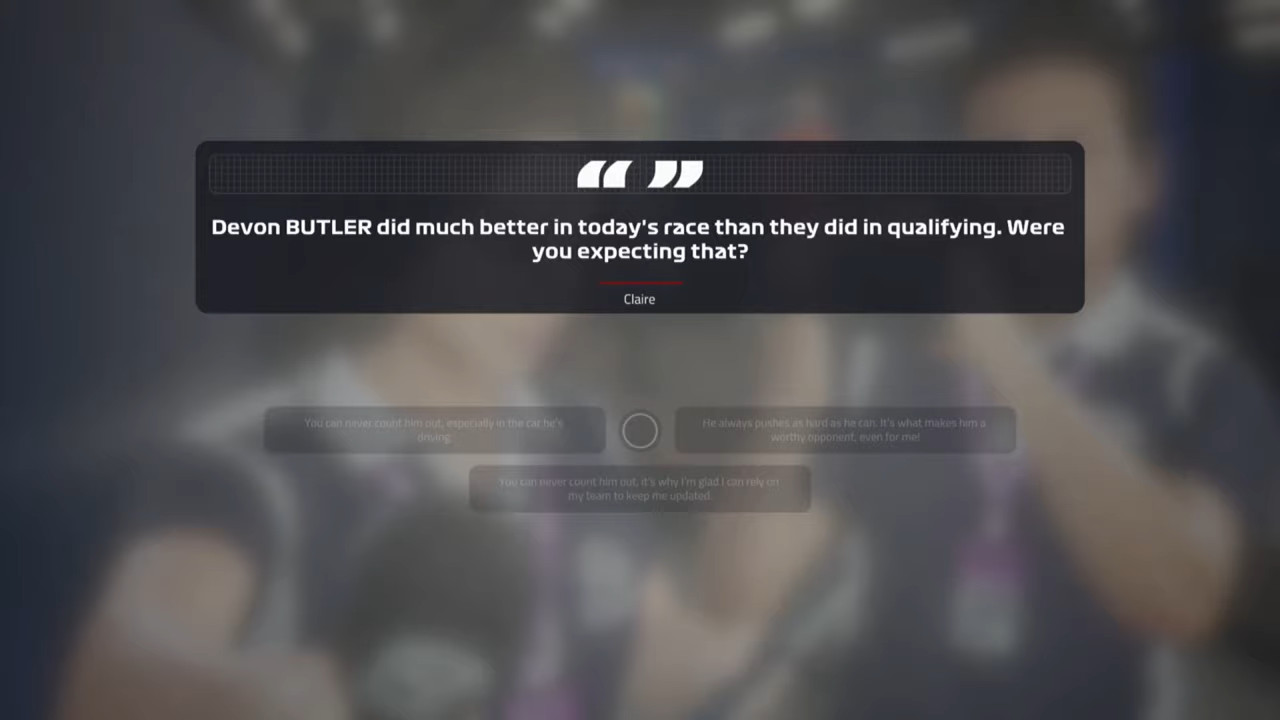 Devon BUTLER did much better in today's race than they did in qualifying. Were
you expecting that?
Claire
You can never count him out, especially in the car he's
driving.
He always pushes as hard as he can. It's what makes him a
worthy opponent, even for me!
You can never count him out, it's why I'm glad I can rely on
my team to keep me updated.